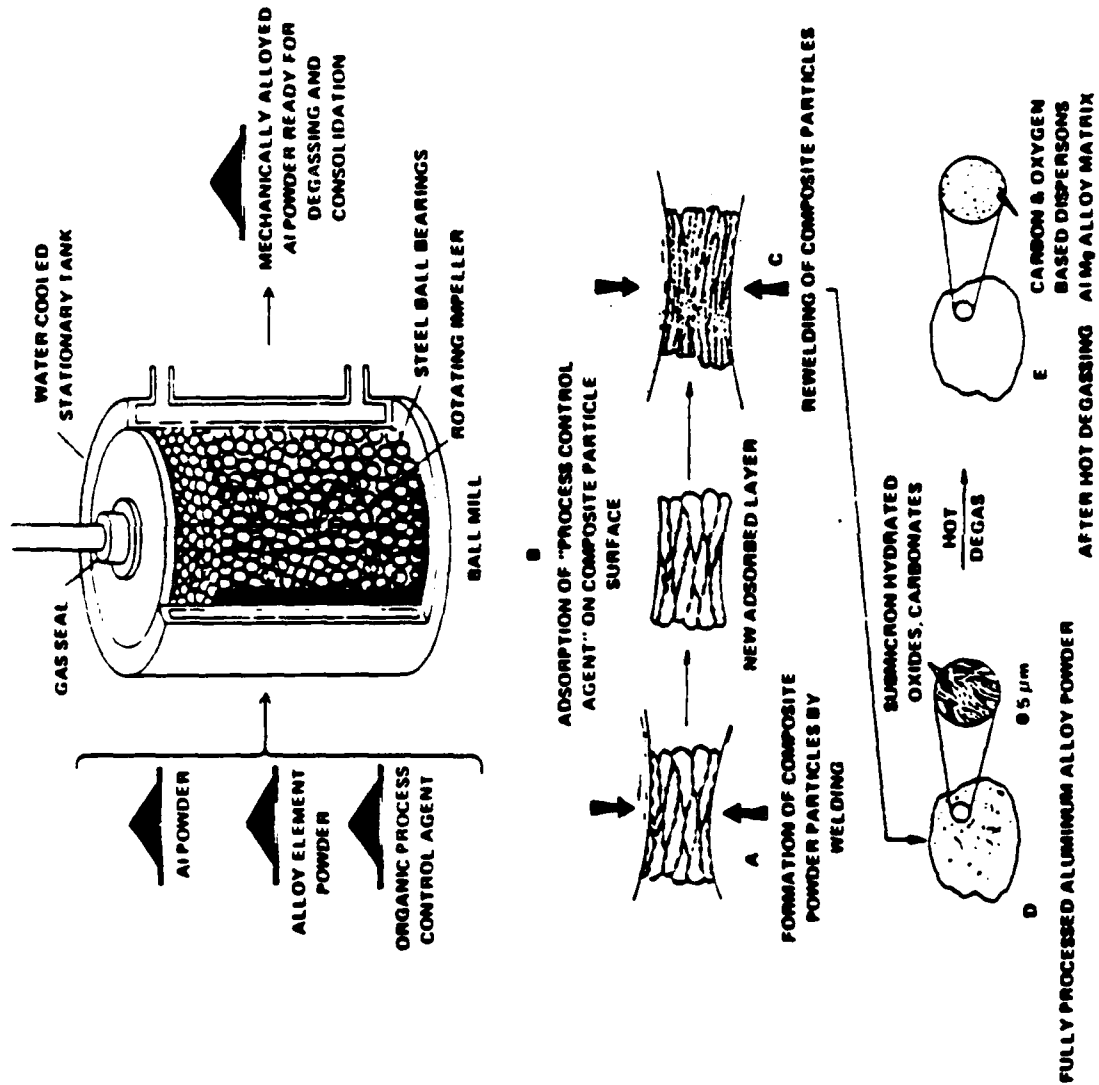 GAS SEAL
WATER COOLED
STATIONARY TANK
AI POWDER
ALLOY ELEMENT
POWDER
ORGANIC PROCESS
CONTROL AGENT
MECHANICALLY ALLOYED
AI POWDER READY FOR
DEGASSING AND
CONSOLIDATION
STEEL BALL BEARINGS
ROTATING IMPELLER
BALL MILL
B
ADSORPTION OF "PROCESS CONTROL
AGENT" ON COMPOSITE PARTICLE
SURFACE
A
FORMATION OF COMPOSITE
POWDER PARTICLES BY
WELDING
NEW ADSORBED LAYER
C
REWELDING OF COMPOSITE PARTICLES
SUBMICRON HYDRATED
OXIDES, CARBONATES
D
0 5 μm
HOT
DEGAS
E
CARBON & OXYGEN
BASED DISPERSONS
AI Mg ALLOY MATRIX
FULLY PROCESSED ALUMINUM ALLOY POWDER
AFTER HOT DEGASSING